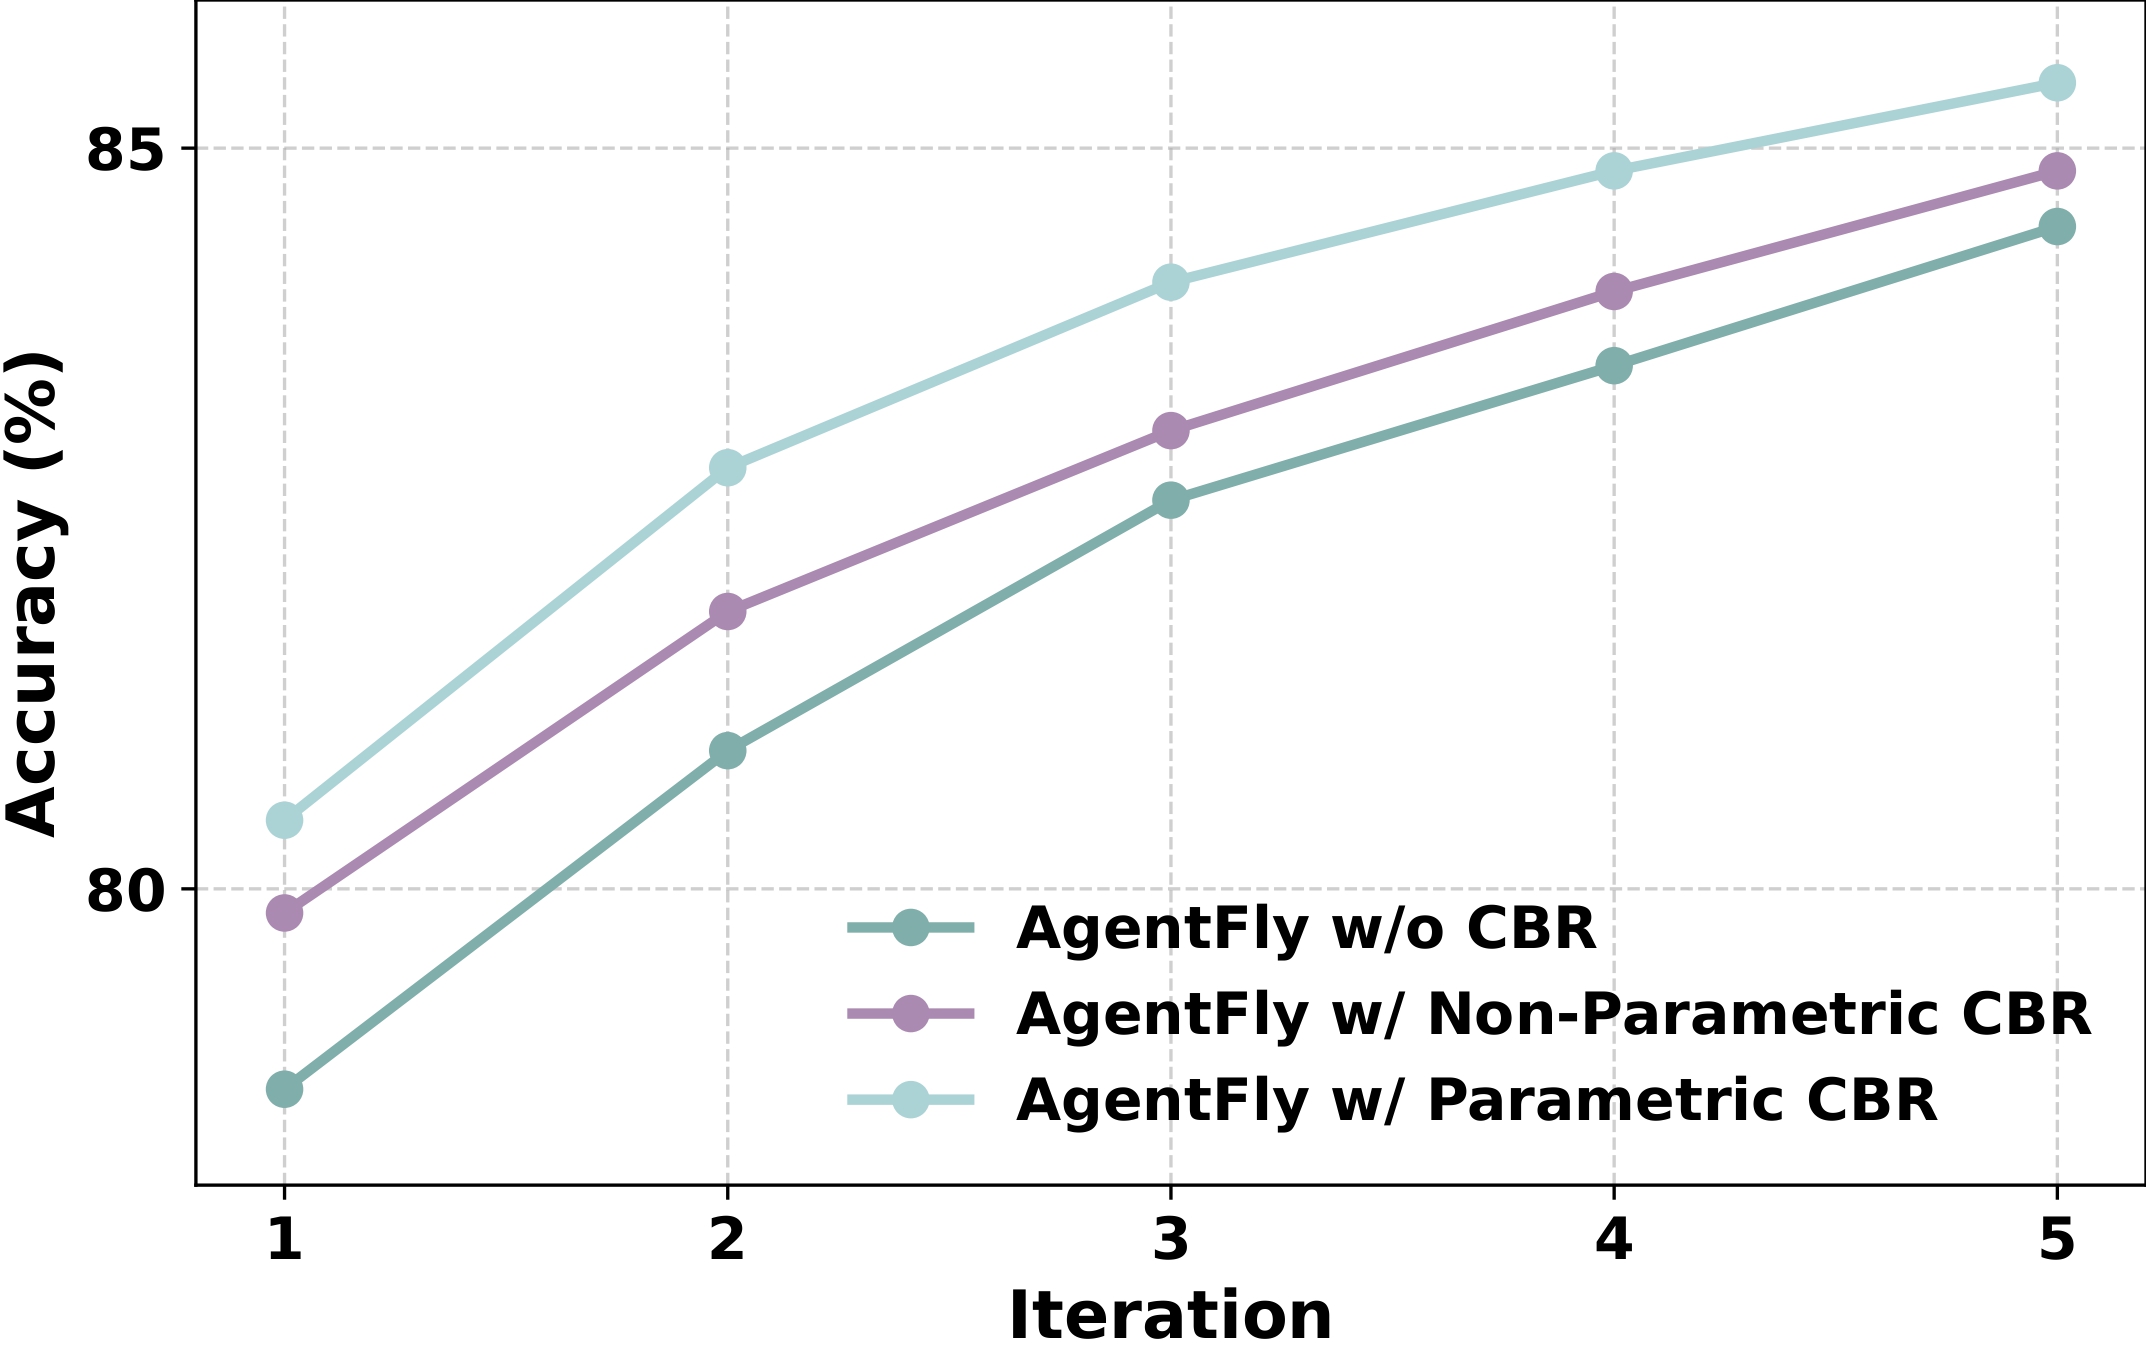 85
80
Accuracy (%)
AgentFly w/o CBR
AgentFly w/ Non-Parametric CBR
AgentFly w/ Parametric CBR
1 2 3 4 5
Iteration